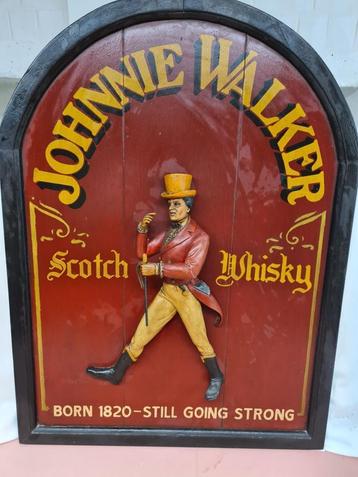 JOHNNIE WALKER
Scotch Whisky
BORN 1820-STILL GOING STRONG